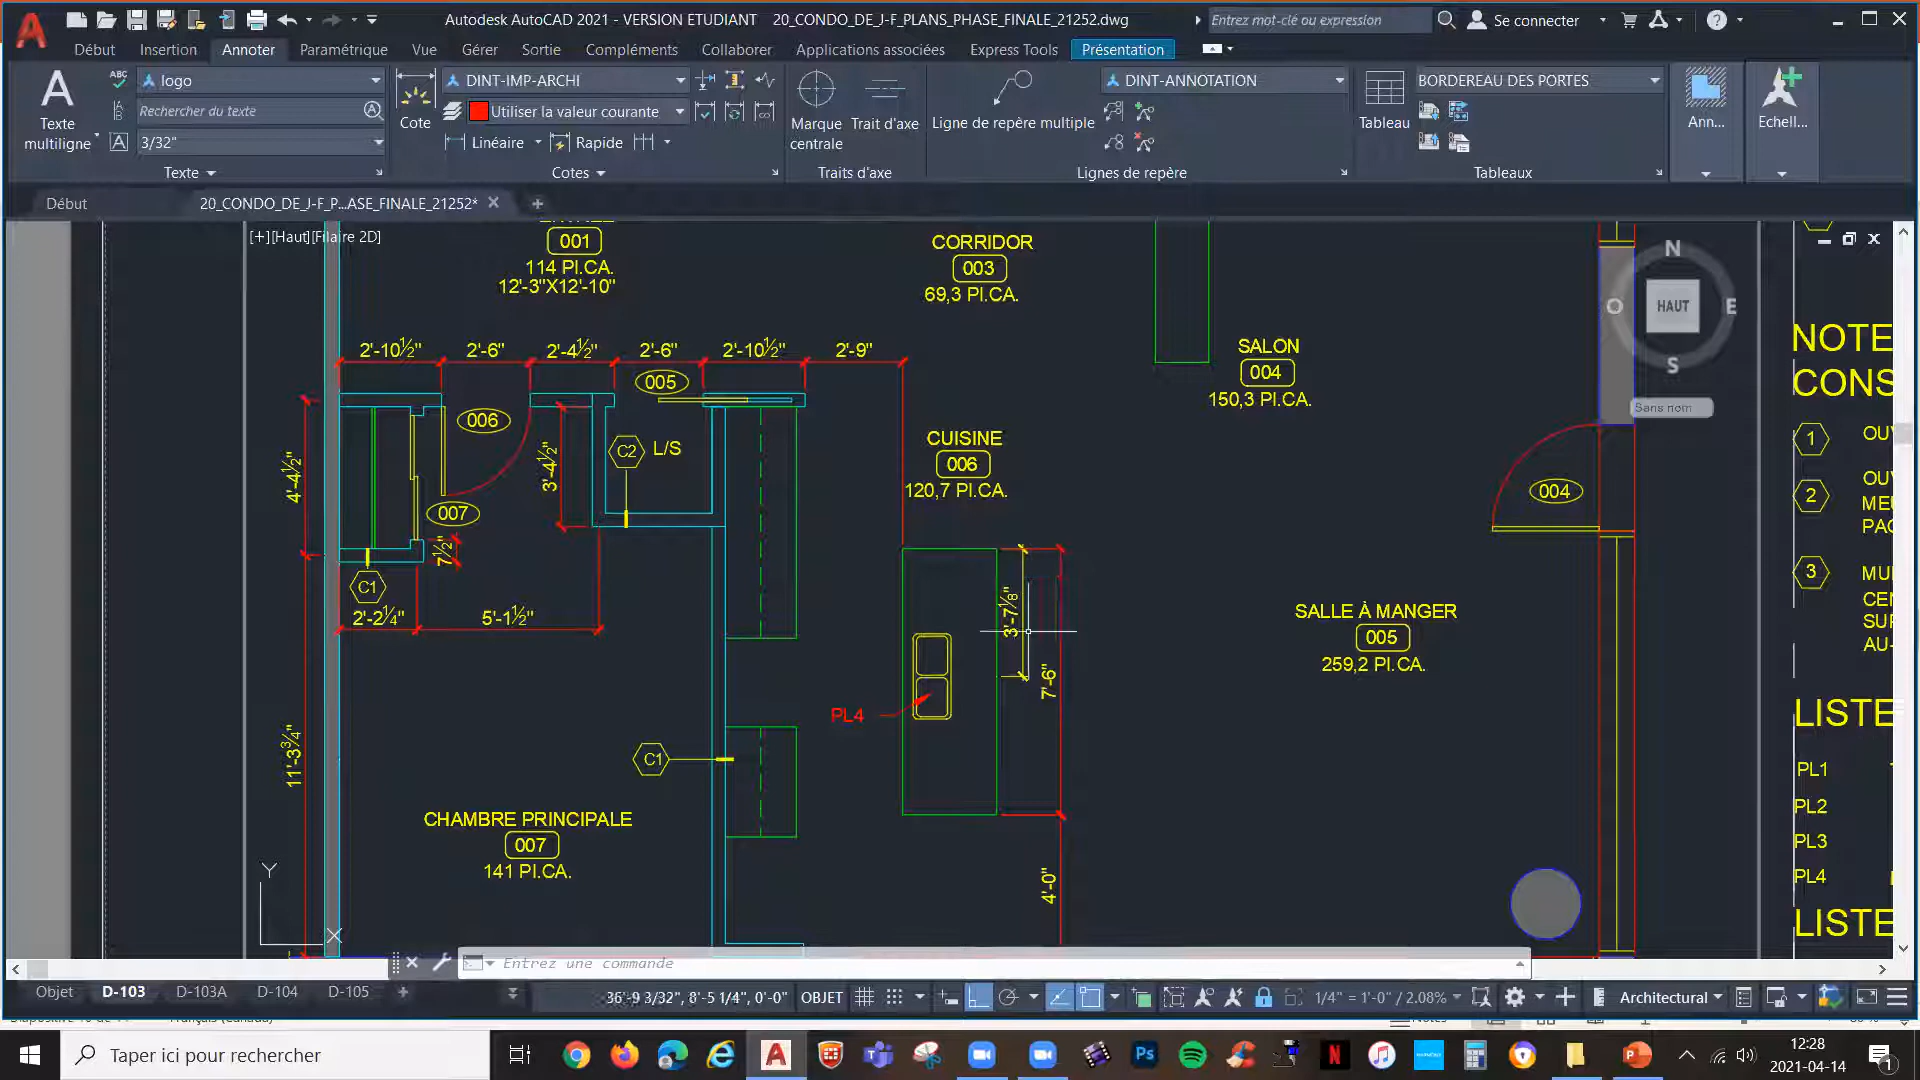 Autodesk AutoCAD 2021 - VERSION ETUDIANT 20_CONDO_DE_J-F_PLANS_PHASE_FINALE_21252.dwg
Entrez mot-clé ou expression
Se connecter
Début Insertion Annoter Paramétrique Vue Gérer Sortie Compléments Collaborer Applications associées Express Tools Présentation
Texte multiligne
ABC
logo
Rechercher du texte
3/32"
Texte
Cote
DINT-IMP-ARCHI
Utiliser la valeur courante
Linéaire Rapide
Cotes
Marque centrale
Trait d'axe
Traits d'axe
Ligne de repère multiple
DINT-ANNOTATION
Lignes de repère
Tableau
BORDEREAU DES PORTES
Tableaux
Ann...
Echell...
Début
20_CONDO_DE_J-F_P...ASE_FINALE_21252*
[+][Haut][Filaire 2D]
001
114 PI.CA.
12'-3"X12'-10"
CORRIDOR
003
69,3 PI.CA.
N
O HAUT E
S
Sans nom
2'-10½" 2'-6" 2'-4½" 2'-6" 2'-10½" 2'-9"
SALON
004
150,3 PI.CA.
005
006
C2 L/S
CUISINE
006
120,7 PI.CA.
4'-4½"
3'-4½"
007
7½"
004
C1
2'-2¼" 5'-1½"
3'-7⅛"
7'-6"
SALLE À MANGER
005
259,2 PI.CA.
PL4
11'-3¾"
C1
CHAMBRE PRINCIPALE
007
141 PI.CA.
4'-0"
Y
X
NOTE
CONS
1 OU
2 OU
MEU
PAC
3 MU
CEN
SUF
AU-
LISTE
PL1
PL2
PL3
PL4
LISTE
Entrez une commande
Objet D-103 D-103A D-104 D-105
36'-9 3/32", 8'-5 1/4", 0'-0" OBJET
1/4" = 1'-0" / 2.08%
Architectural
Taper ici pour rechercher
12:28
2021-04-14
1